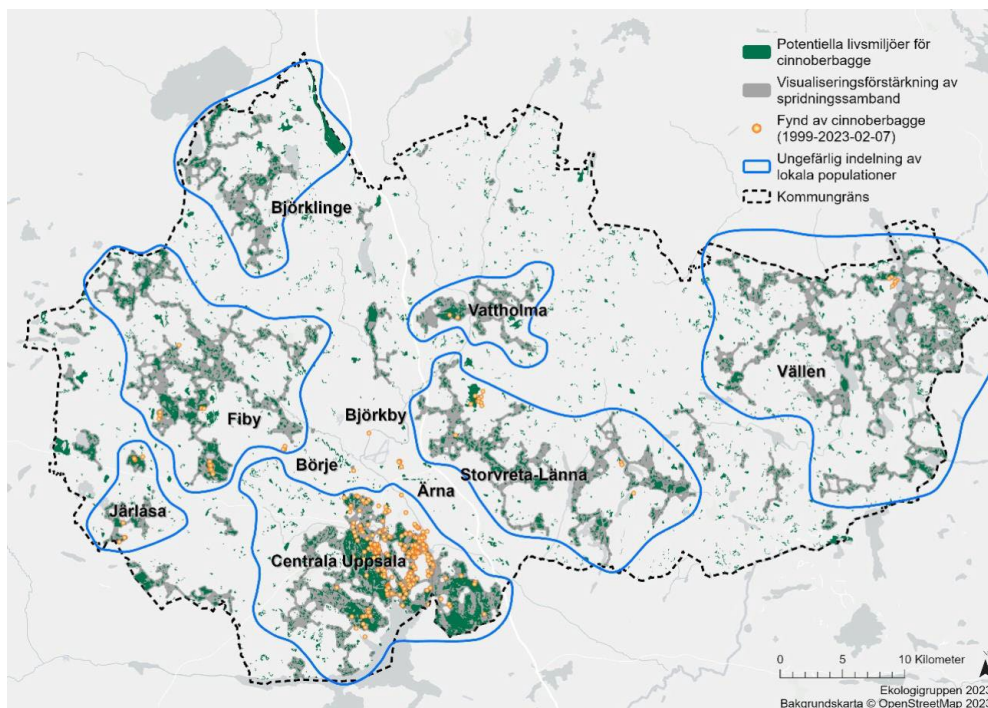 Potentiella livsmiljöer för
cinnoberbagge
Visualiseringsförstärkning av
spridningssamband
Fynd av cinnoberbagge
(1999-2023-02-07)
Ungefärlig indelning av
lokala populationer
Kommungräns
Björklinge
Vattholma
Vällen
Fiby
Björkby
Börje
Storvreta-Länna
Ärna
Järlåsa
Centrala Uppsala
0 5 10 Kilometer
Ekologigruppen 2023
Bakgrundskarta © OpenStreetMap 2023